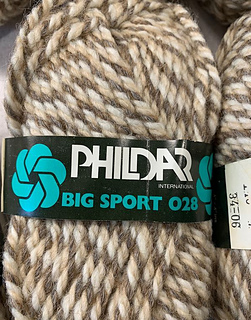 PHILDAR
INTERNATIONAL
BIG SPORT 028
34=06